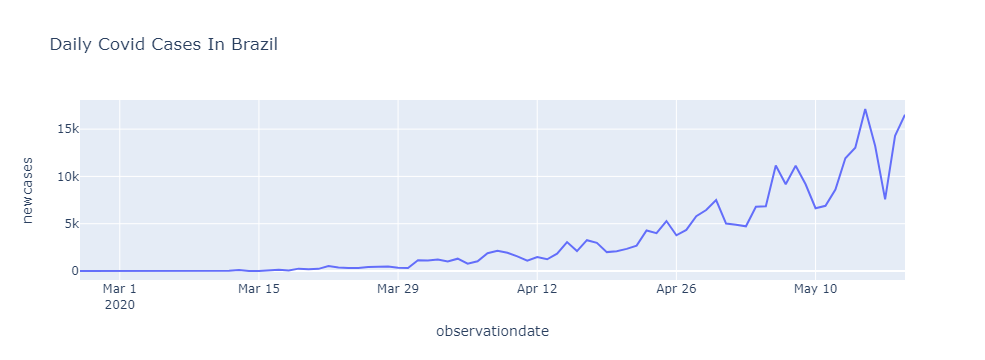 Daily Covid Cases In Brazil
newcases
15k
10k
5k
0
Mar 1
2020
Mar 15
Mar 29
Apr 12
Apr 26
May 10
observationdate